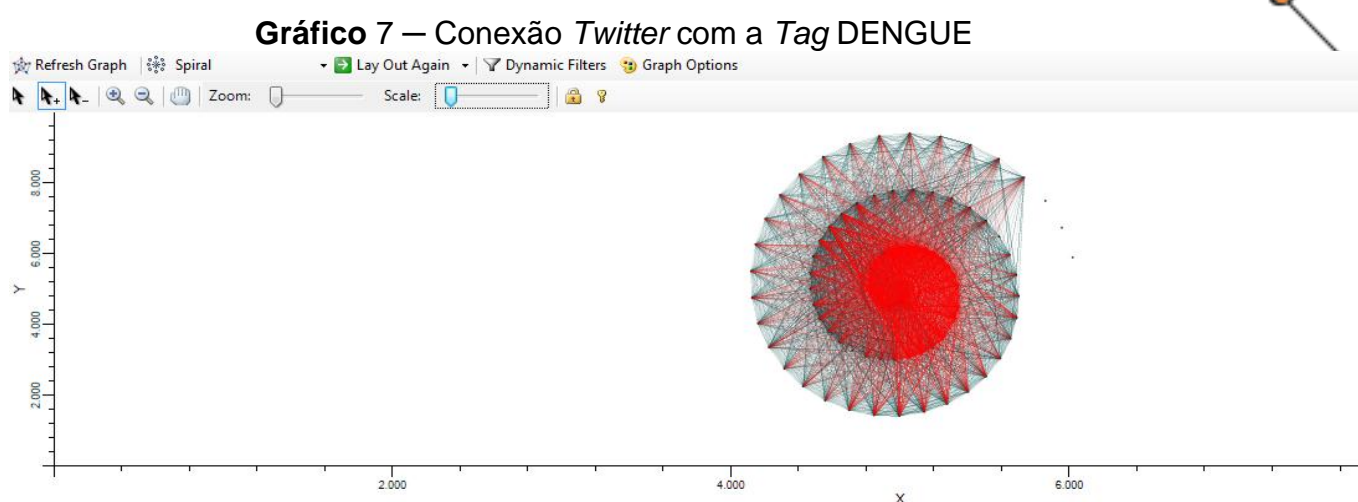 Gráfico 7 ─ Conexão Twitter com a Tag DENGUE
Refresh Graph Spiral Lay Out Again Dynamic Filters Graph Options
Zoom: Scale:
8.000
6.000
Y
4.000
2.000
2.000 4.000 6.000
X